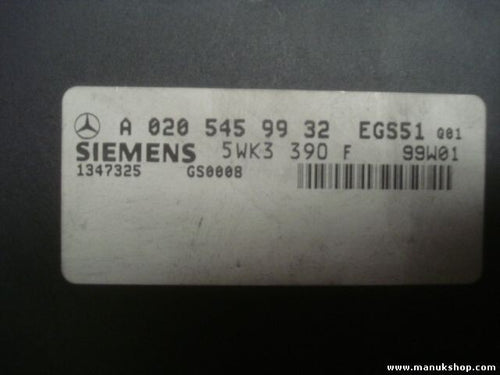 A 020 545 99 32 EGS51 Q01
SIEMENS 5WK3 390 F 99W01
1347325 GS0008
www.manukshop.com